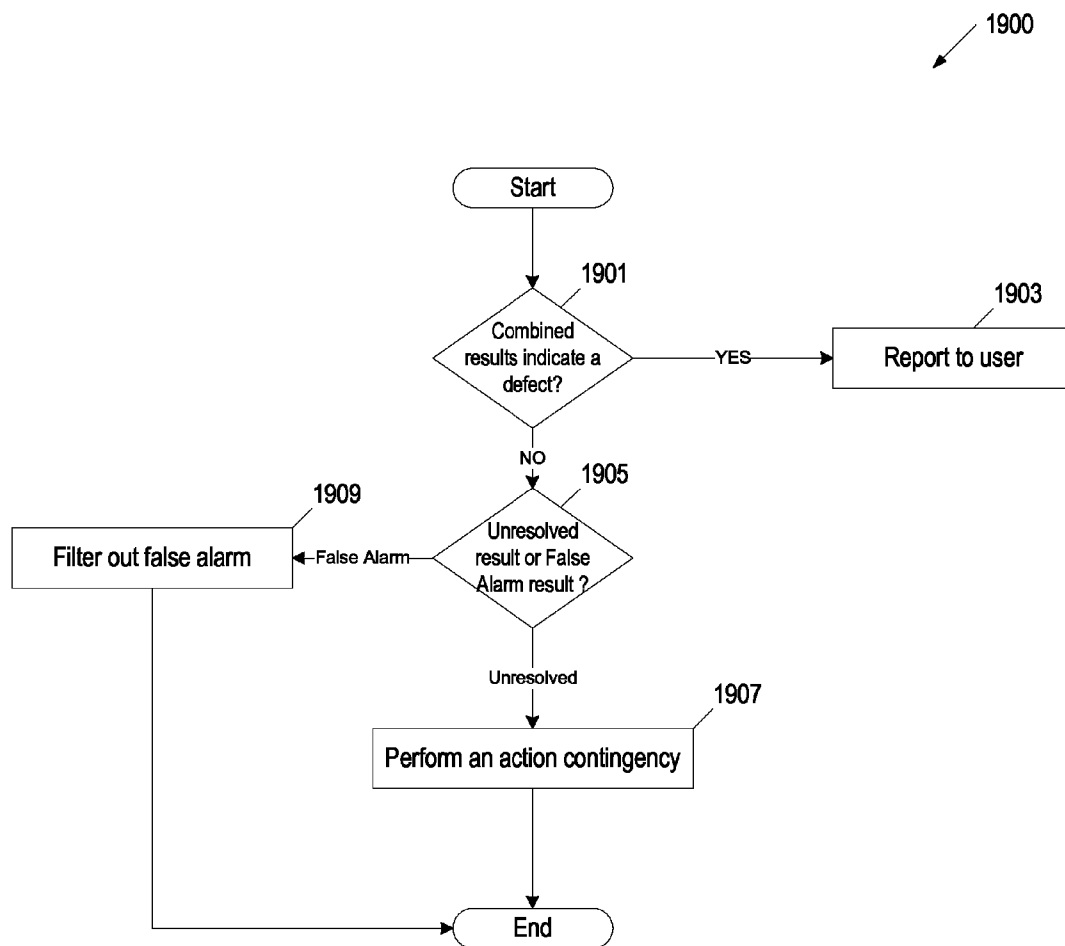 1900
Start
1901
Combined
results indicate a
defect?
YES
1903
Report to user
NO
1905
Unresolved
result or False
Alarm result ?
False Alarm
1909
Filter out false alarm
Unresolved
1907
Perform an action contingency
End